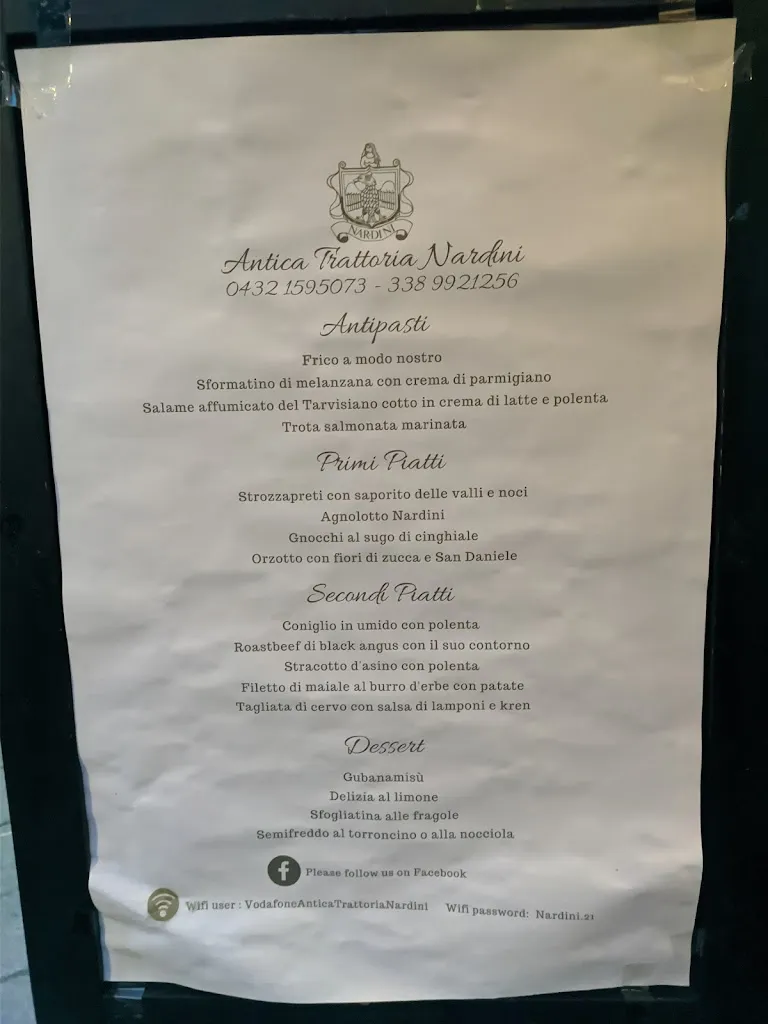 NARDINI
Antica Trattoria Nardini
0432 1595073 - 338 9921256
Antipasti
Frico a modo nostro
Sformatino di melanzana con crema di parmigiano
Salame affumicato del Tarvisiano cotto in crema di latte e polenta
Trota salmonata marinata
Primi Piatti
Strozzapreti con saporito delle valli e noci
Agnolotto Nardini
Gnocchi al sugo di cinghiale
Orzotto con fiori di zucca e San Daniele
Secondi Piatti
Coniglio in umido con polenta
Roastbeef di black angus con il suo contorno
Stracotto d'asino con polenta
Filetto di maiale al burro d'erbe con patate
Tagliata di cervo con salsa di lamponi e kren
Dessert
Gubanamisù
Delizia al limone
Sfogliatina alle fragole
Semifreddo al torroncino o alla nocciola
f Please follow us on Facebook
Wifi user : VodafoneAnticaTrattoriaNardini Wifi password: Nardini.21